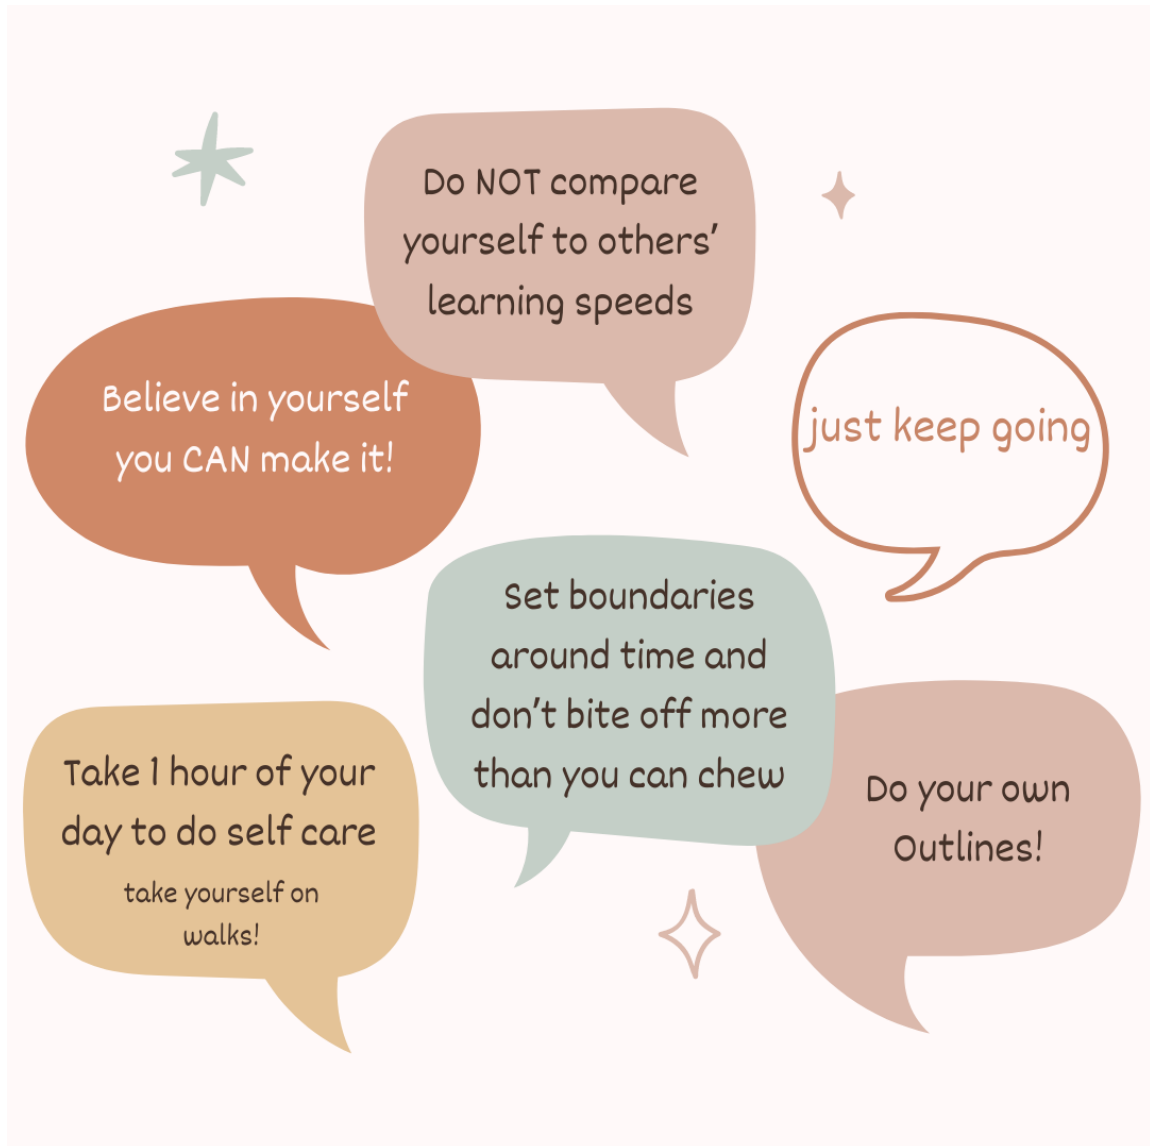 Do NOT compare
yourself to others’
learning speeds
Believe in yourself
you CAN make it!
just keep going
Set boundaries
around time and
don’t bite off more
than you can chew
Take 1 hour of your
day to do self care
take yourself on
walks!
Do your own
Outlines!